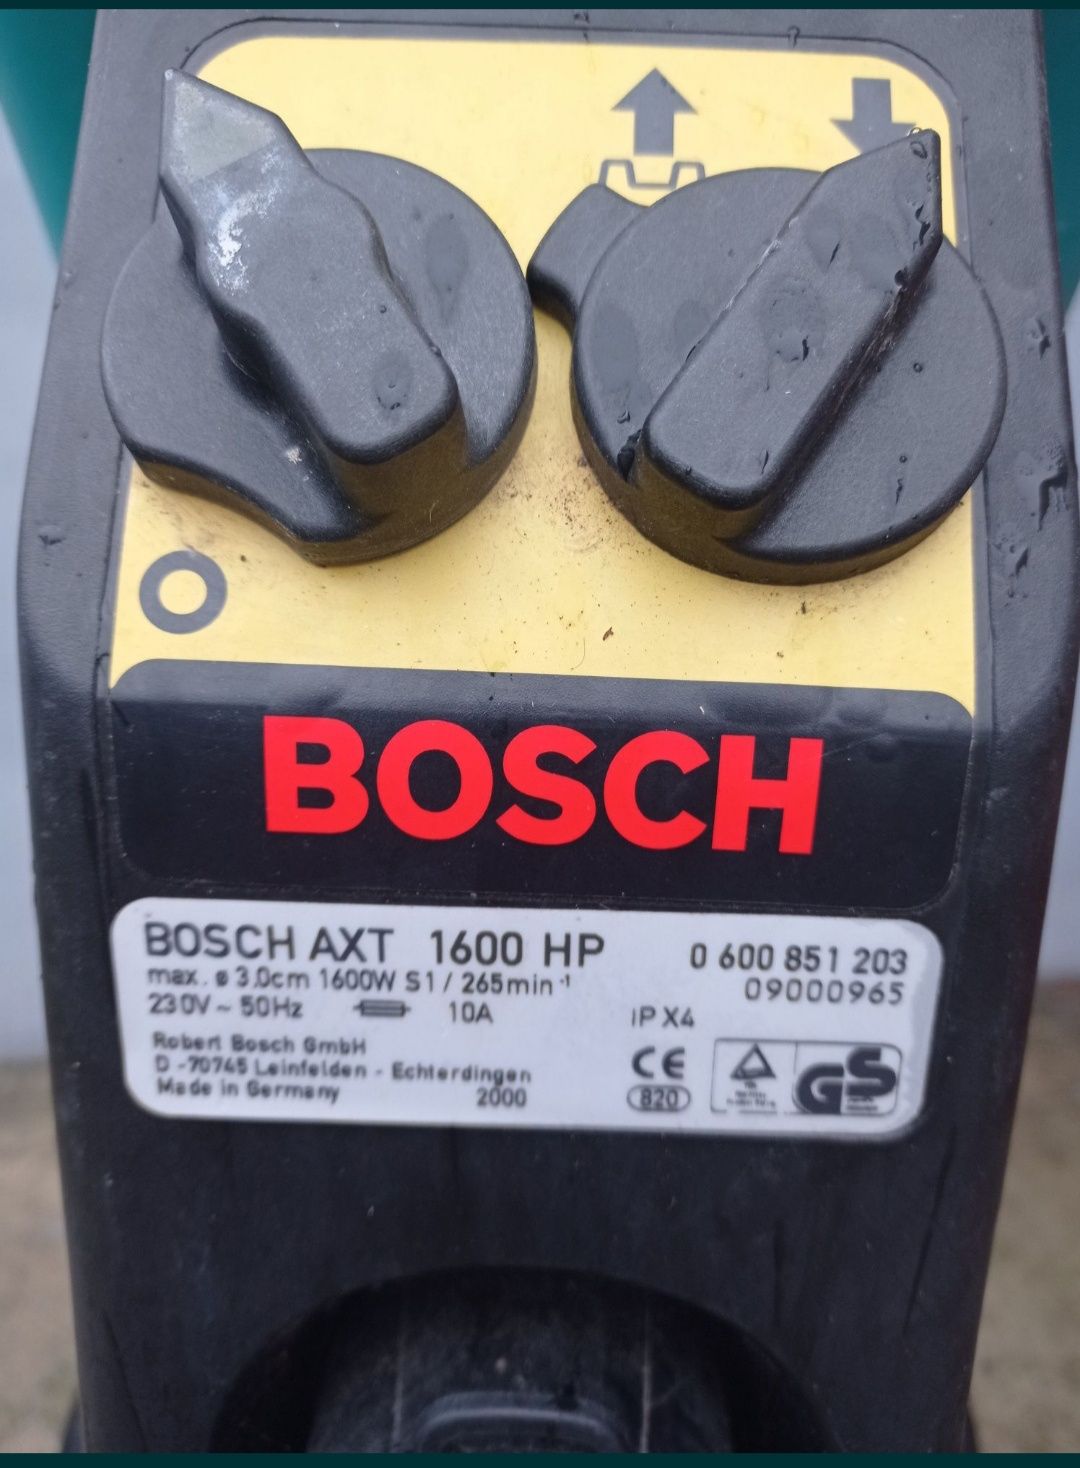 BOSCH
BOSCH AXT 1600 HP 0 600 851 203
max. ø 3.0cm 1600W S1 / 265min⁻¹ 09000965
230V ~ 50Hz 10A IP X4
Robert Bosch GmbH
D -70745 Leinfelden - Echterdingen
Made in Germany 2000
CE
820
GS